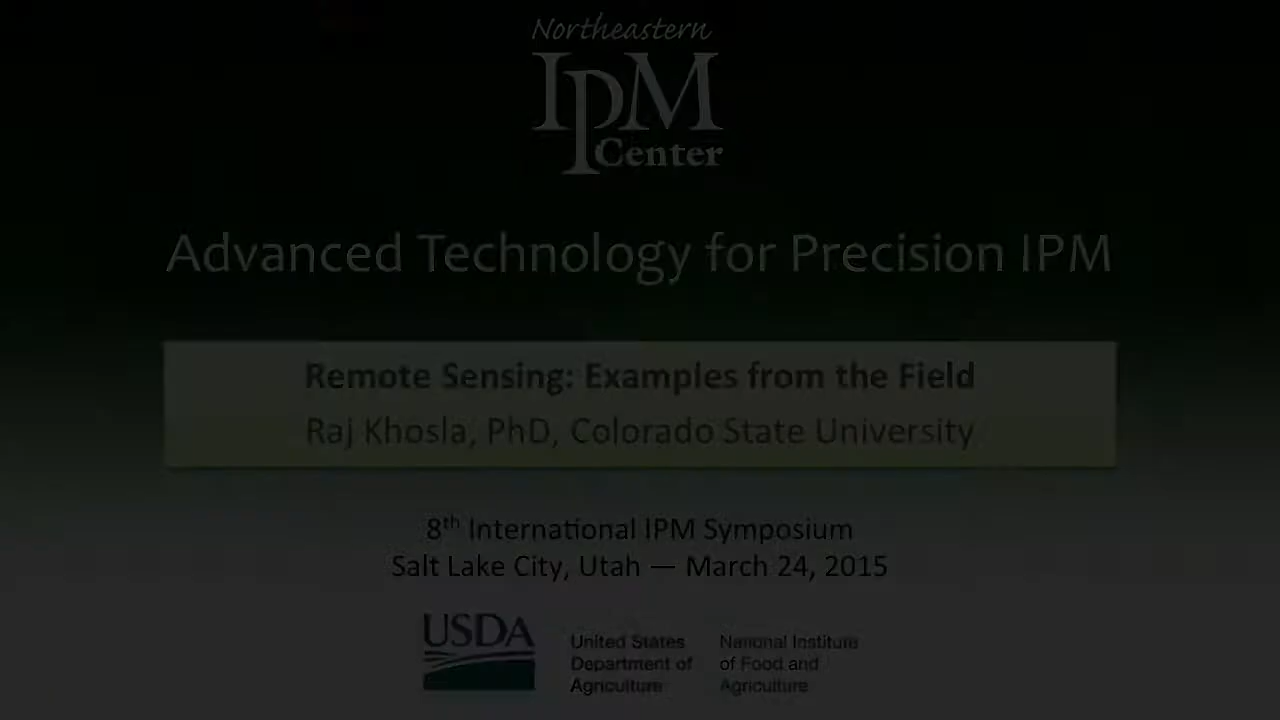 Northeastern
IPM
Center
Advanced Technology for Precision IPM
Remote Sensing: Examples from the Field
Raj Khosla, PhD, Colorado State University
8th International IPM Symposium
Salt Lake City, Utah — March 24, 2015
USDA
United States
Department of
Agriculture
National Institute
of Food and
Agriculture